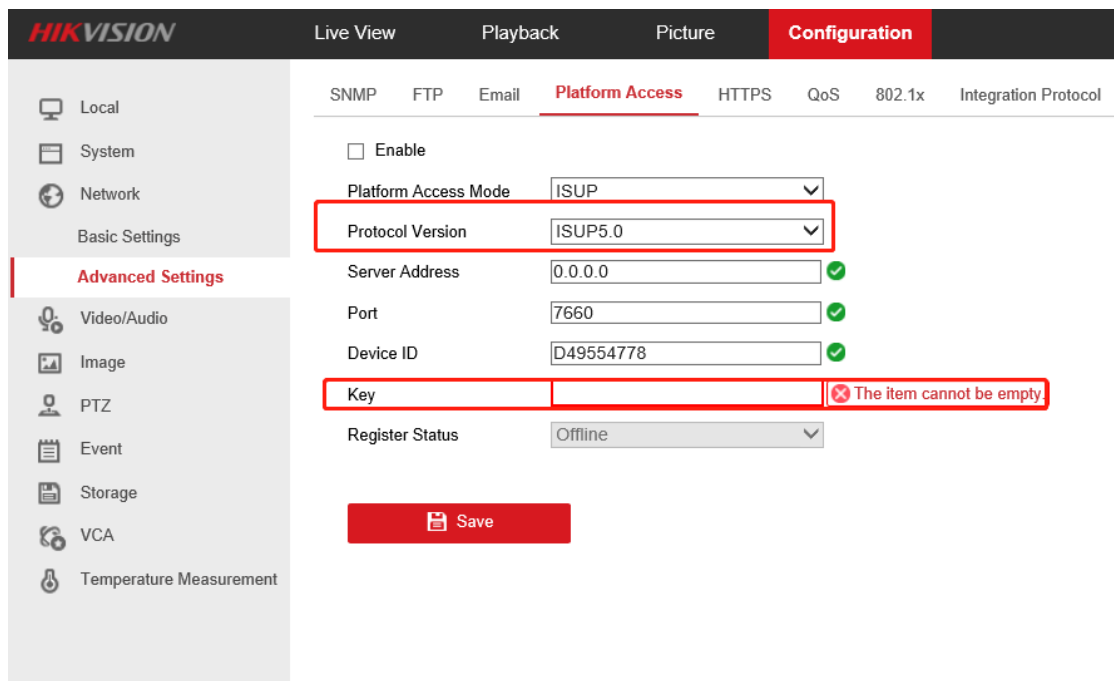 HIKVISION Live View Playback Picture Configuration
SNMP FTP Email Platform Access HTTPS QoS 802.1x Integration Protocol
Local
System
Network
Basic Settings
Advanced Settings
Video/Audio
Image
PTZ
Event
Storage
VCA
Temperature Measurement
Enable
Platform Access Mode ISUP
Protocol Version ISUP5.0
Server Address 0.0.0.0
Port 7660
Device ID D49554778
Key The item cannot be empty.
Register Status Offline
Save